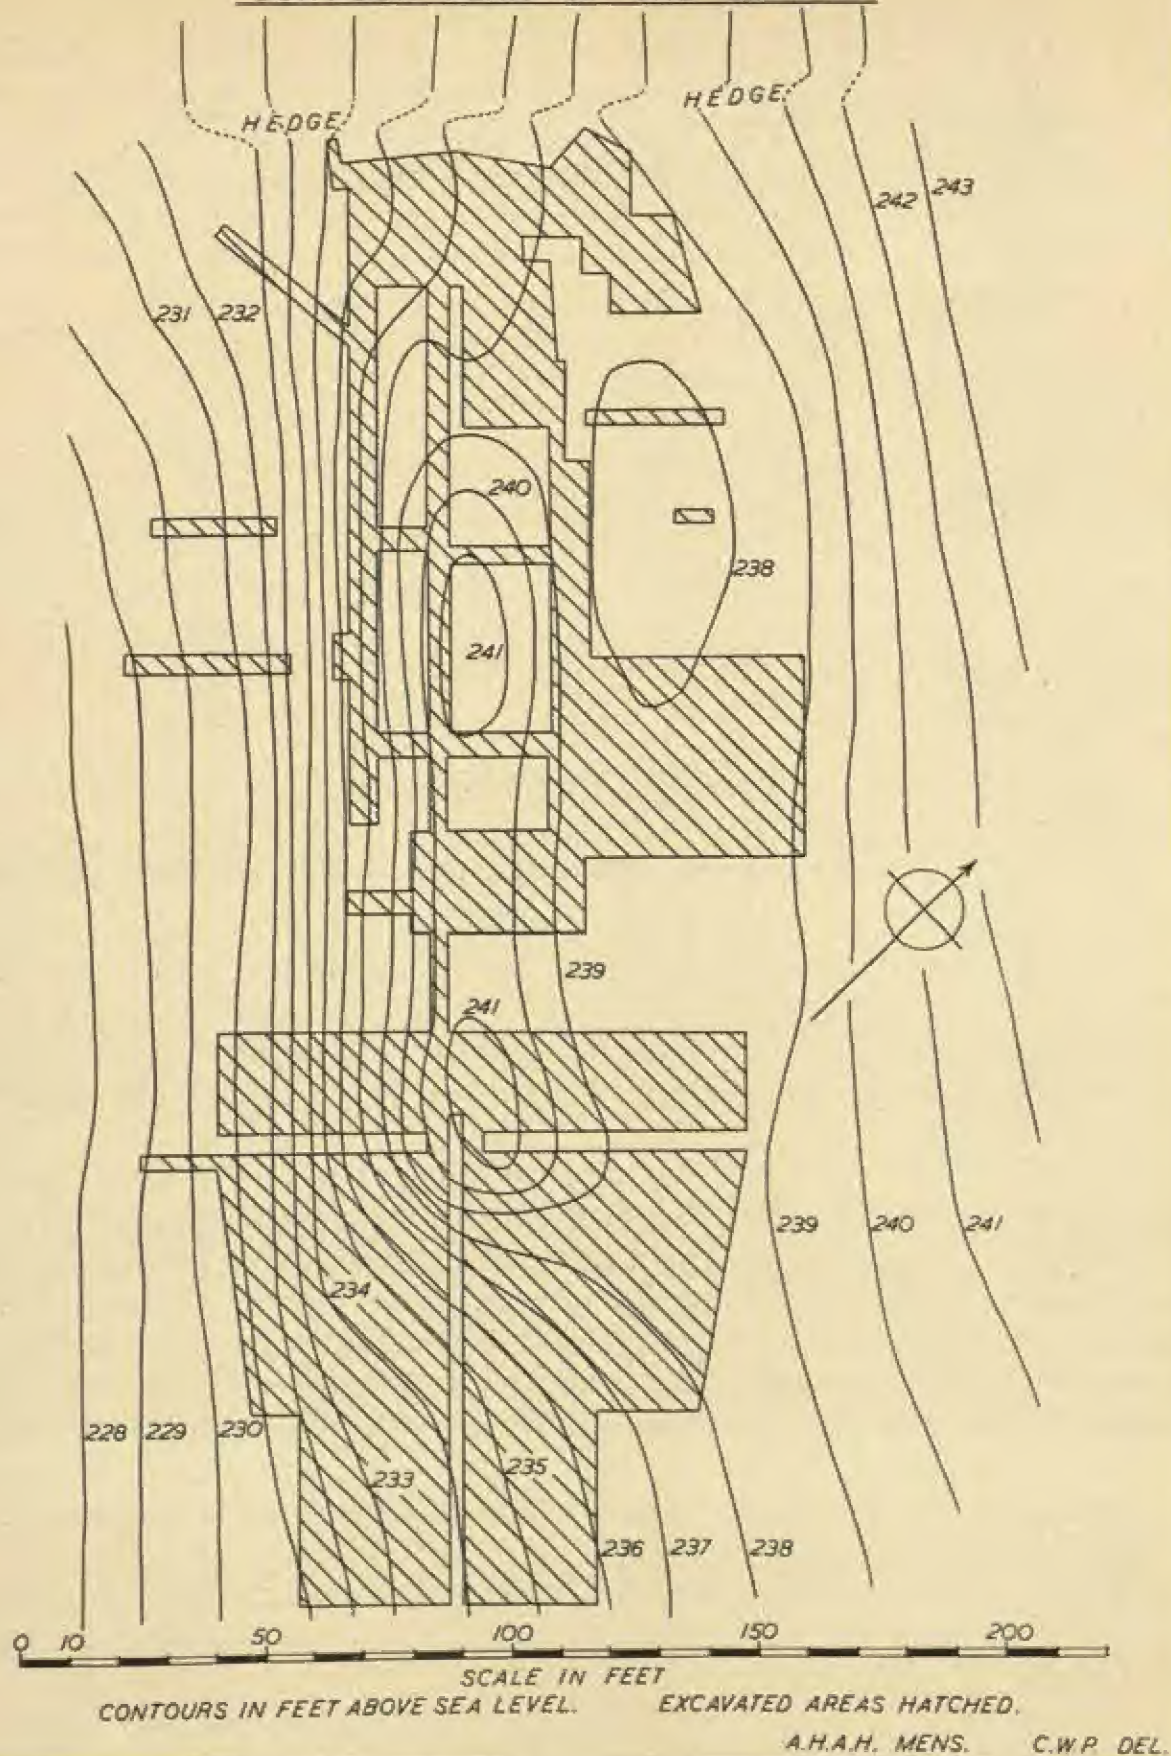 HEDGE
HEDGE
243
242
231 232
240
238
241
239
241
239 240 241
234
228 229 230
233 235
236 237 238
0 10 50 100 150 200
SCALE IN FEET
CONTOURS IN FEET ABOVE SEA LEVEL. EXCAVATED AREAS HATCHED.
A.H.A.H. MENS. C.W.P. DEL.